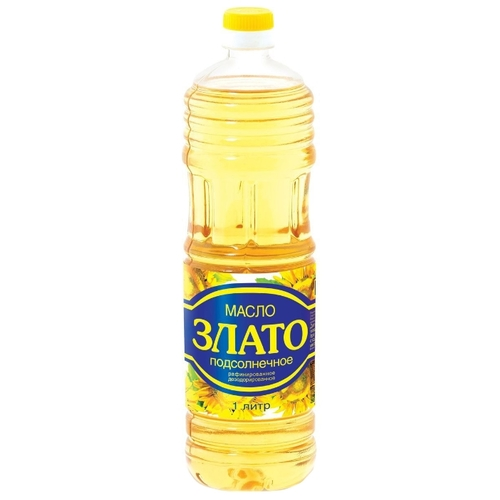 МАСЛО
ЗЛАТО
подсолнечное
рафинированное
дезодорированное
1 литр